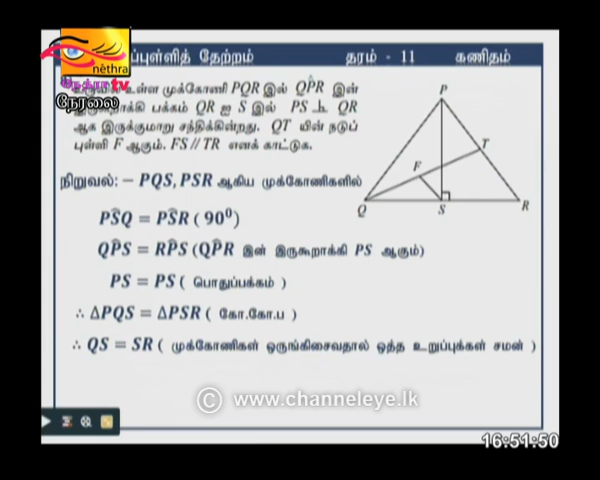 nēthra
நேத்ரா tv
நேரலை
புள்ளித் தேற்றம் தரம் - 11 கணிதம்
உள்ள முக்கோணி PQR இல் QP̂R இன்
இருகூறாக்கி பக்கம் QR ஐ S இல் PS ⊥ QR
ஆக இருக்குமாறு சந்திக்கின்றது. QT யின் நடுப்
புள்ளி F ஆகும். FS // TR எனக் காட்டுக.
P
T
F
Q S R
நிறுவல்: – PQS, PSR ஆகிய முக்கோணிகளில்
PŜQ = PŜR ( 90⁰)
QP̂S = RP̂S (QP̂R இன் இருகூறாக்கி PS ஆகும்)
PS = PS ( பொதுப்பக்கம் )
∴ ΔPQS = ΔPSR ( கோ.கோ.ப )
∴ QS = SR ( முக்கோணிகள் ஒருங்கிசைவதால் ஒத்த உறுப்புக்கள் சமன் )
© www.channeleye.lk
16:51:50